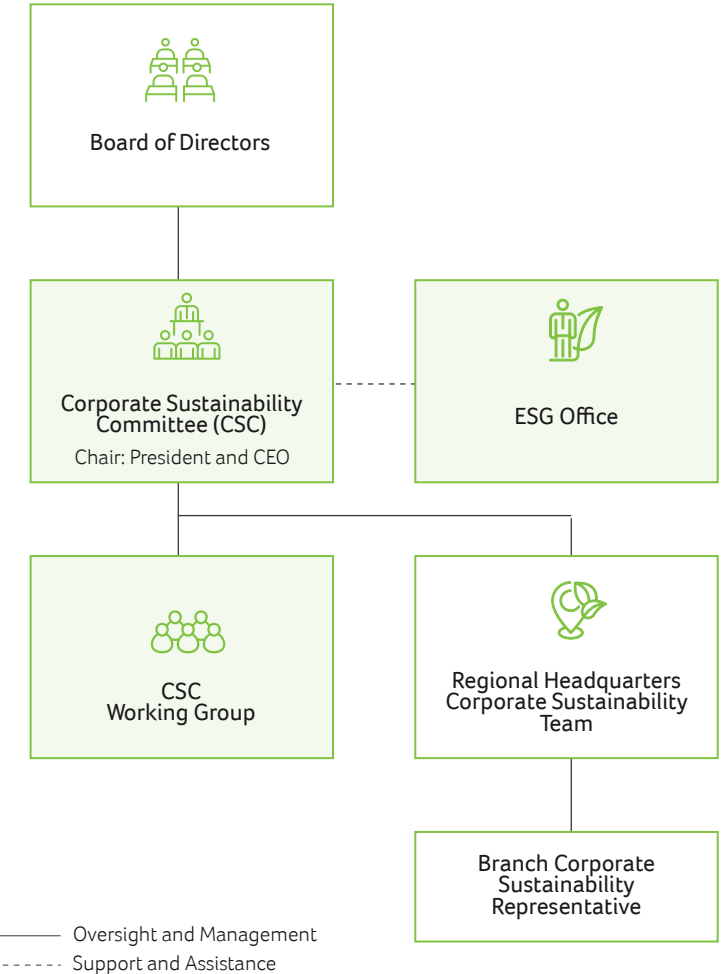 Board of Directors
Corporate Sustainability
Committee (CSC)
Chair: President and CEO
ESG Office
CSC
Working Group
Regional Headquarters
Corporate Sustainability
Team
Branch Corporate
Sustainability
Representative
Oversight and Management
Support and Assistance